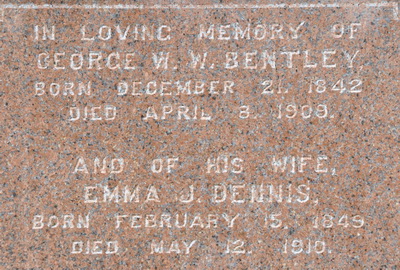 IN LOVING MEMORY OF
GEORGE W. W. BENTLEY,
BORN DECEMBER 21, 1842
DIED APRIL 8, 1909.
AND OF HIS WIFE,
EMMA J. DENNIS,
BORN FEBRUARY 15, 1849
DIED MAY 12, 1910.